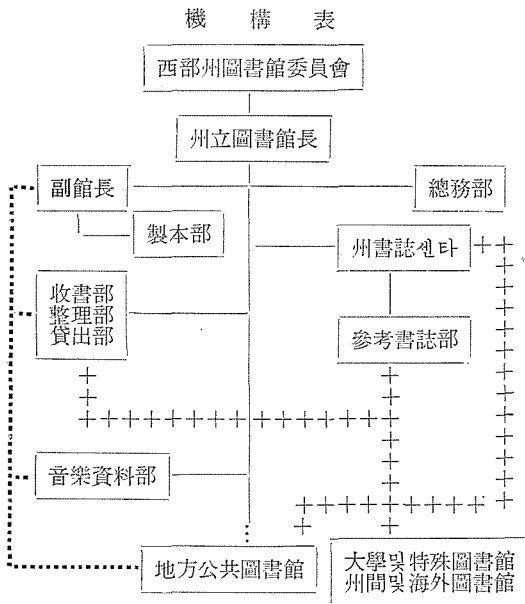 機構表
西部州圖書館委員會
州立圖書館長
副館長
總務部
製本部
州書誌센타
收書部
整理部
貸出部
參考書誌部
音樂資料部
地方公共圖書館
大學및特殊圖書館
州間및海外圖書館